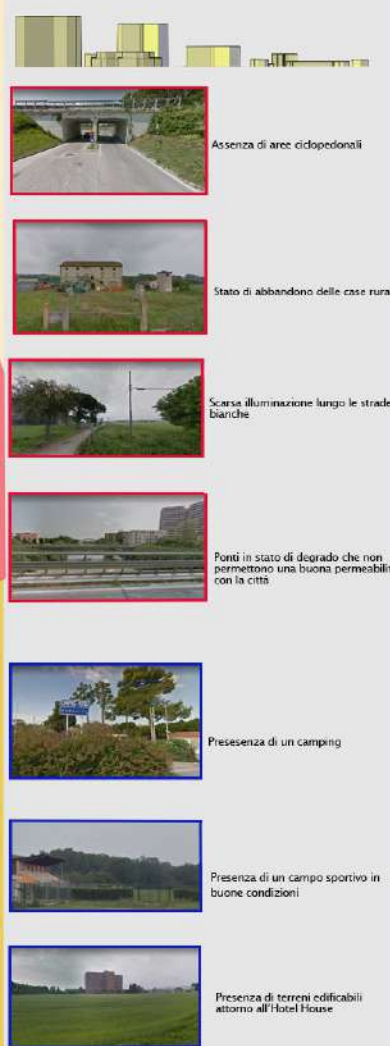 Assenza di aree ciclopedonali
Stato di abbandono delle case rura
Scarsa illuminazione lungo le strade
bianche
Ponti in stato di degrado che non
permettono una buona permeabilit
con la città
Presesenza di un camping
Presenza di un campo sportivo in
buone condizioni
Presenza di terreni edificabili
attorno all'Hotel House